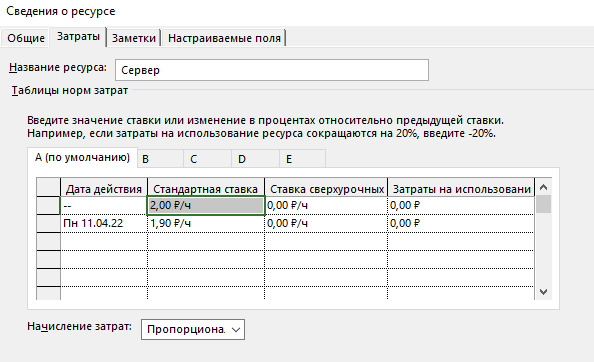 Сведения о ресурсе
Общие Затраты Заметки Настраиваемые поля
Название ресурса: Сервер
Таблицы норм затрат
Введите значение ставки или изменение в процентах относительно предыдущей ставки.
Например, если затраты на использование ресурса сокращаются на 20%, введите -20%.
A (по умолчанию) B C D E
Дата действия Стандартная ставка Ставка сверхурочных Затраты на использовани
-- 2,00 ₽/ч 0,00 ₽/ч 0,00 ₽
Пн 11.04.22 1,90 ₽/ч 0,00 ₽/ч 0,00 ₽
Начисление затрат: Пропорциона.